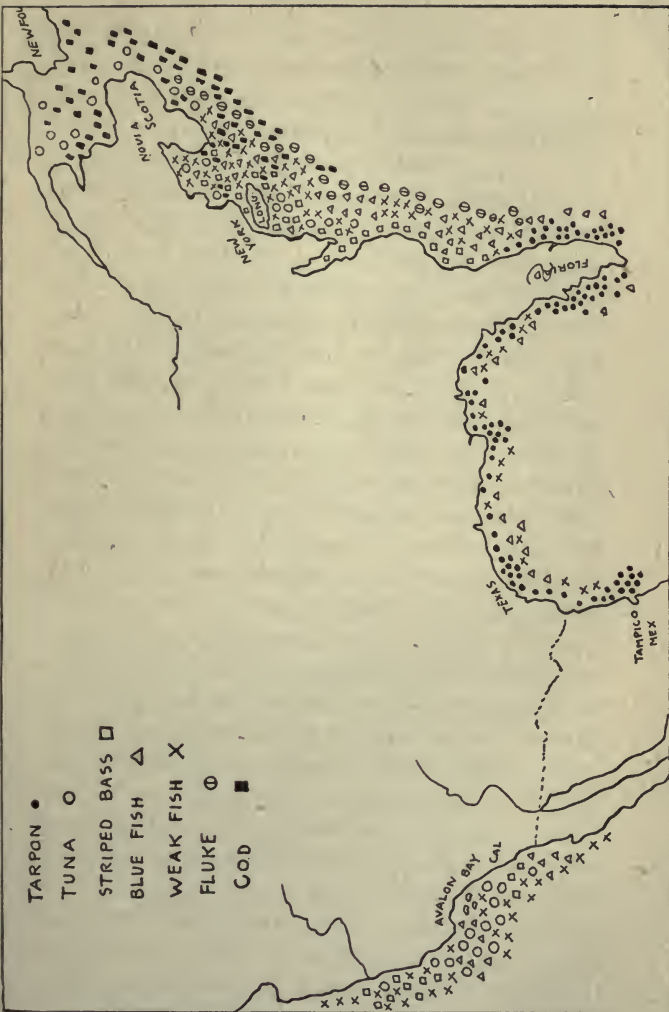 TARPON
TUNA
STRIPED BASS
BLUE FISH
WEAK FISH
FLUKE
COD
NEWFOU
NOVIA
SCOTIA
NEW
YORK
LONG
FLORIDA
TEXAS
TAMPICO
MEX
AVALON BAY
CAL